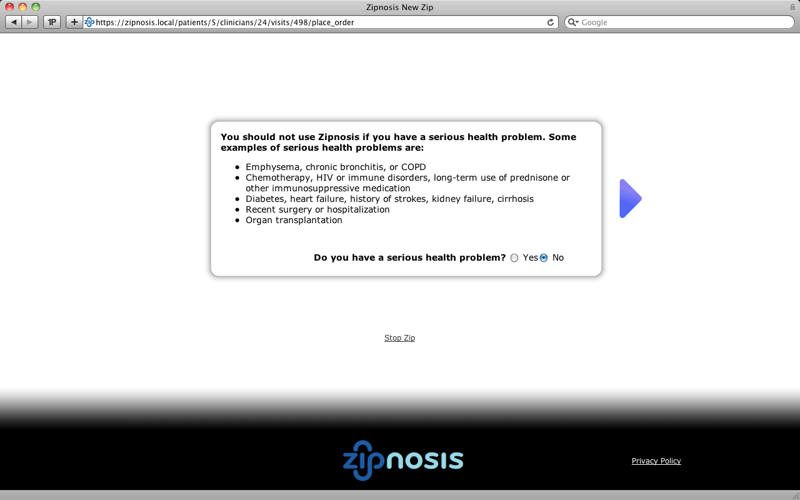 Zipnosis New Zip
1P
https://zipnosis.local/patients/5/clinicians/24/visits/498/place_order
Google
You should not use Zipnosis if you have a serious health problem. Some
examples of serious health problems are:
• Emphysema, chronic bronchitis, or COPD
• Chemotherapy, HIV or immune disorders, long-term use of prednisone or
other immunosuppressive medication
• Diabetes, heart failure, history of strokes, kidney failure, cirrhosis
• Recent surgery or hospitalization
• Organ transplantation
Do you have a serious health problem? Yes No
Stop Zip
zipnosis
Privacy Policy